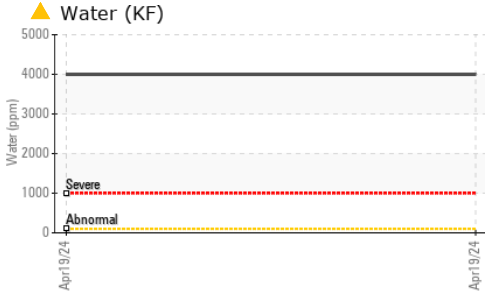 Water (KF)
5000
4000
3000
2000
1000
0
Water (ppm)
Severe
Abnormal
Apr19/24
Apr19/24